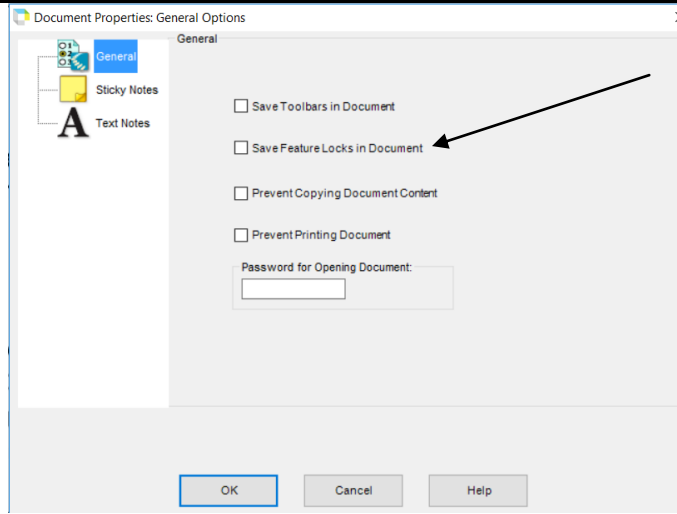 Document Properties: General Options
General
Sticky Notes
Text Notes
General
Save Toolbars in Document
Save Feature Locks in Document
Prevent Copying Document Content
Prevent Printing Document
Password for Opening Document:
OK
Cancel
Help